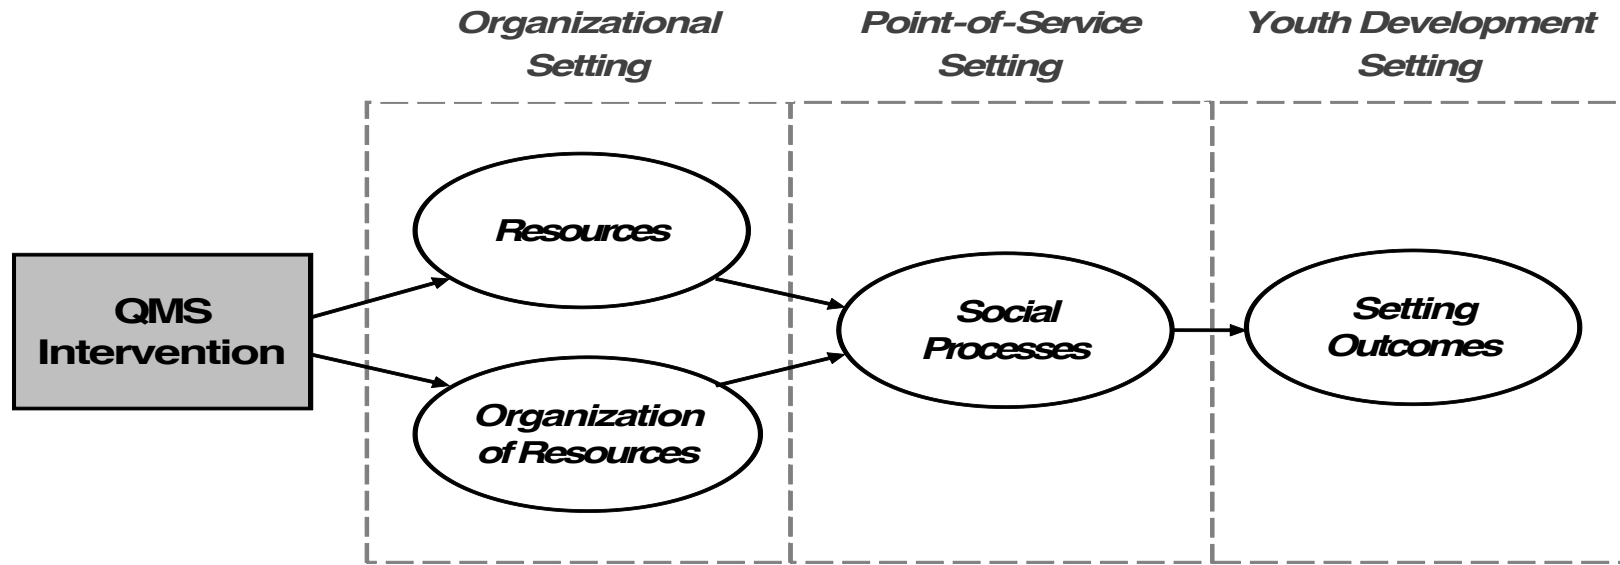 Organizational
Setting
Point-of-Service
Setting
Youth Development
Setting
QMS
Intervention
Resources
Organization
of Resources
Social
Processes
Setting
Outcomes